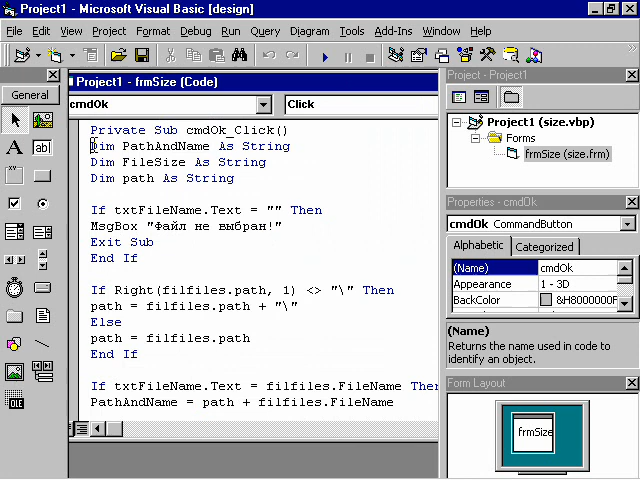 Project1 - Microsoft Visual Basic [design]
File Edit View Project Format Debug Run Query Diagram Tools Add-Ins Window Help
General
A
ab
xy
OLE
Project1 - frmSize (Code)
cmdOk Click
Private Sub cmdOk_Click()
Dim PathAndName As String
Dim FileSize As String
Dim path As String
If txtFileName.Text = "" Then
MsgBox "Файл не выбран!"
Exit Sub
End If
If Right(filfiles.path, 1) <> "\" Then
path = filfiles.path + "\"
Else
path = filfiles.path
End If
If txtFileName.Text = filfiles.FileName Then
PathAndName = path + filfiles.FileName
Project - Project1
Project1 (size.vbp)
Forms
frmSize (size.frm)
Properties - cmdOk
cmdOk CommandButton
Alphabetic Categorized
(Name) cmdOk
Appearance 1 - 3D
BackColor &H8000000F
(Name)
Returns the name used in code to
identify an object.
Form Layout
frmSize